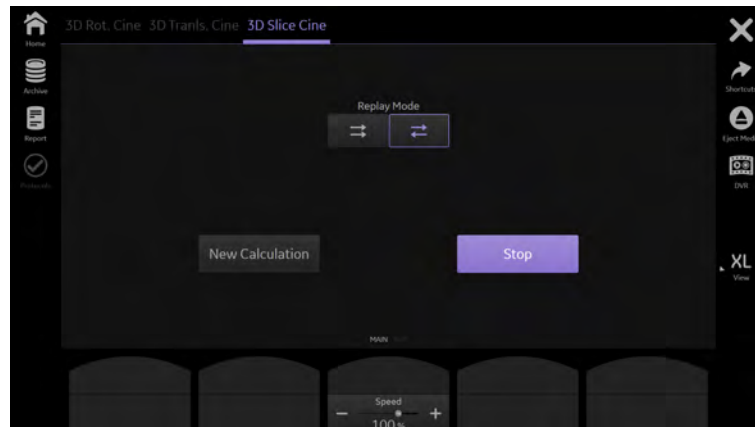 3D Rot. Cine 3D Tranls. Cine 3D Slice Cine
Home
Archive
Report
Protocols
Replay Mode
New Calculation
Stop
MAIN
Speed
100 %
Shortcuts
Eject Media
DVR
XL
View